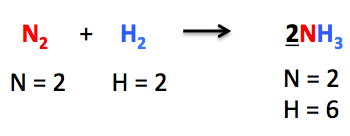 N₂ + H₂ → 2NH₃
N = 2 H = 2 N = 2
H = 6